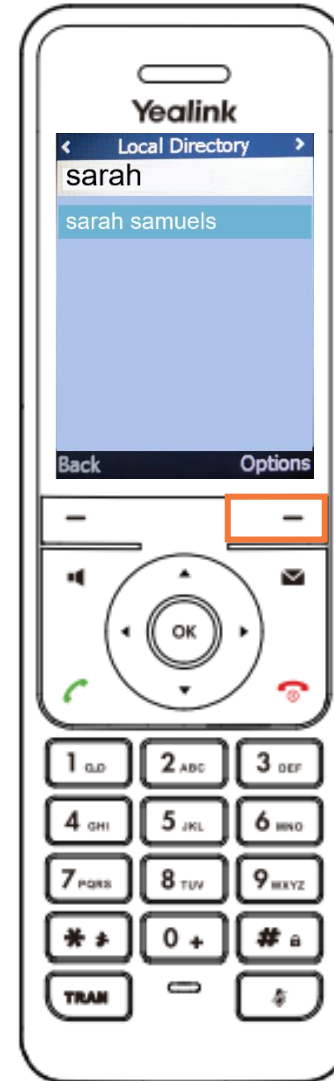 Yealink
< Local Directory >
sarah
sarah samuels
Back Options
OK
1 2 ABC 3 DEF
4 GHI 5 JKL 6 MNO
7 PQRS 8 TUV 9 WXYZ
* 0 + #
TRAN